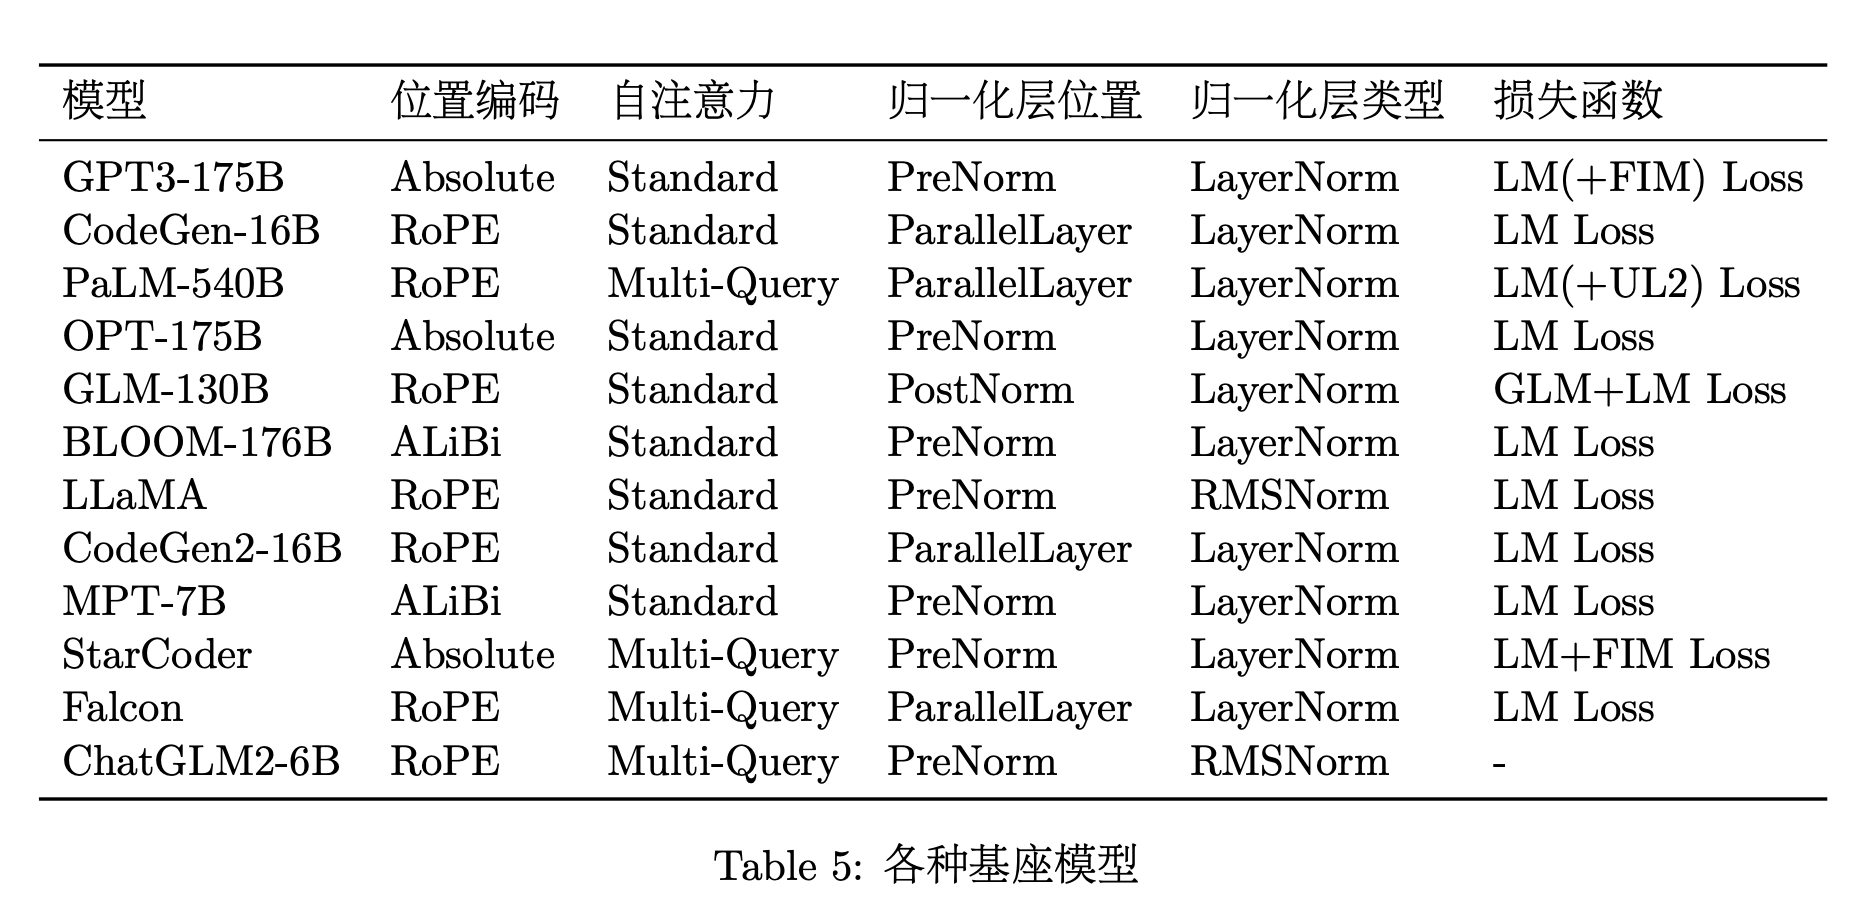 模型 位置编码 自注意力 归一化层位置 归一化层类型 损失函数
GPT3-175B Absolute Standard PreNorm LayerNorm LM(+FIM) Loss
CodeGen-16B RoPE Standard ParallelLayer LayerNorm LM Loss
PaLM-540B RoPE Multi-Query ParallelLayer LayerNorm LM(+UL2) Loss
OPT-175B Absolute Standard PreNorm LayerNorm LM Loss
GLM-130B RoPE Standard PostNorm LayerNorm GLM+LM Loss
BLOOM-176B ALiBi Standard PreNorm LayerNorm LM Loss
LLaMA RoPE Standard PreNorm RMSNorm LM Loss
CodeGen2-16B RoPE Standard ParallelLayer LayerNorm LM Loss
MPT-7B ALiBi Standard PreNorm LayerNorm LM Loss
StarCoder Absolute Multi-Query PreNorm LayerNorm LM+FIM Loss
Falcon RoPE Multi-Query ParallelLayer LayerNorm LM Loss
ChatGLM2-6B RoPE Multi-Query PreNorm RMSNorm -
Table 5: 各种基座模型